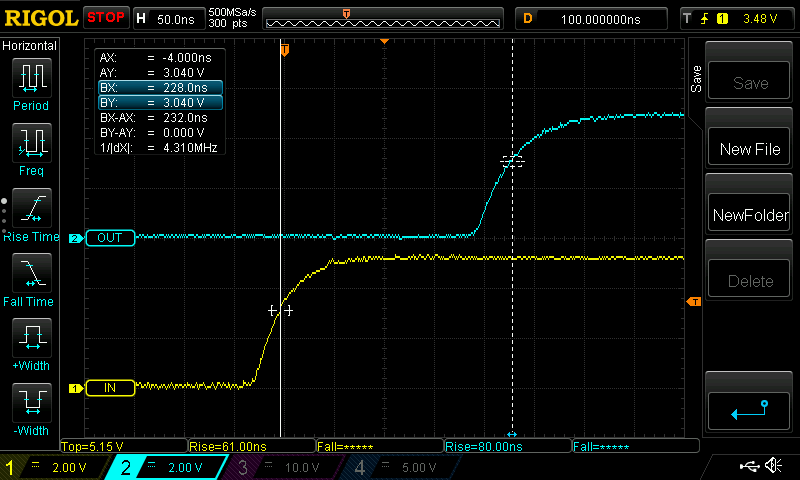 RIGOL STOP H 50.0ns 500MSa/s 300 pts T D 100.000000ns T 1 3.48 V
Horizontal
Period
Freq
Rise Time
Fall Time
+Width
-Width
AX: = -4.000ns
AY: = 3.040 V
BX: = 228.0ns
BY: = 3.040 V
BX-AX: = 232.0ns
BY-AY: = 0.000 V
1/|dX|: = 4.310MHz
T
2 OUT
1 IN
T
Save
Save
New File
NewFolder
Delete
Top=5.15 V Rise=61.00ns Fall=***** Rise=80.00ns Fall=*****
1 = 2.00 V 2 = 2.00 V 3 = 10.0 V 4 = 5.00 V